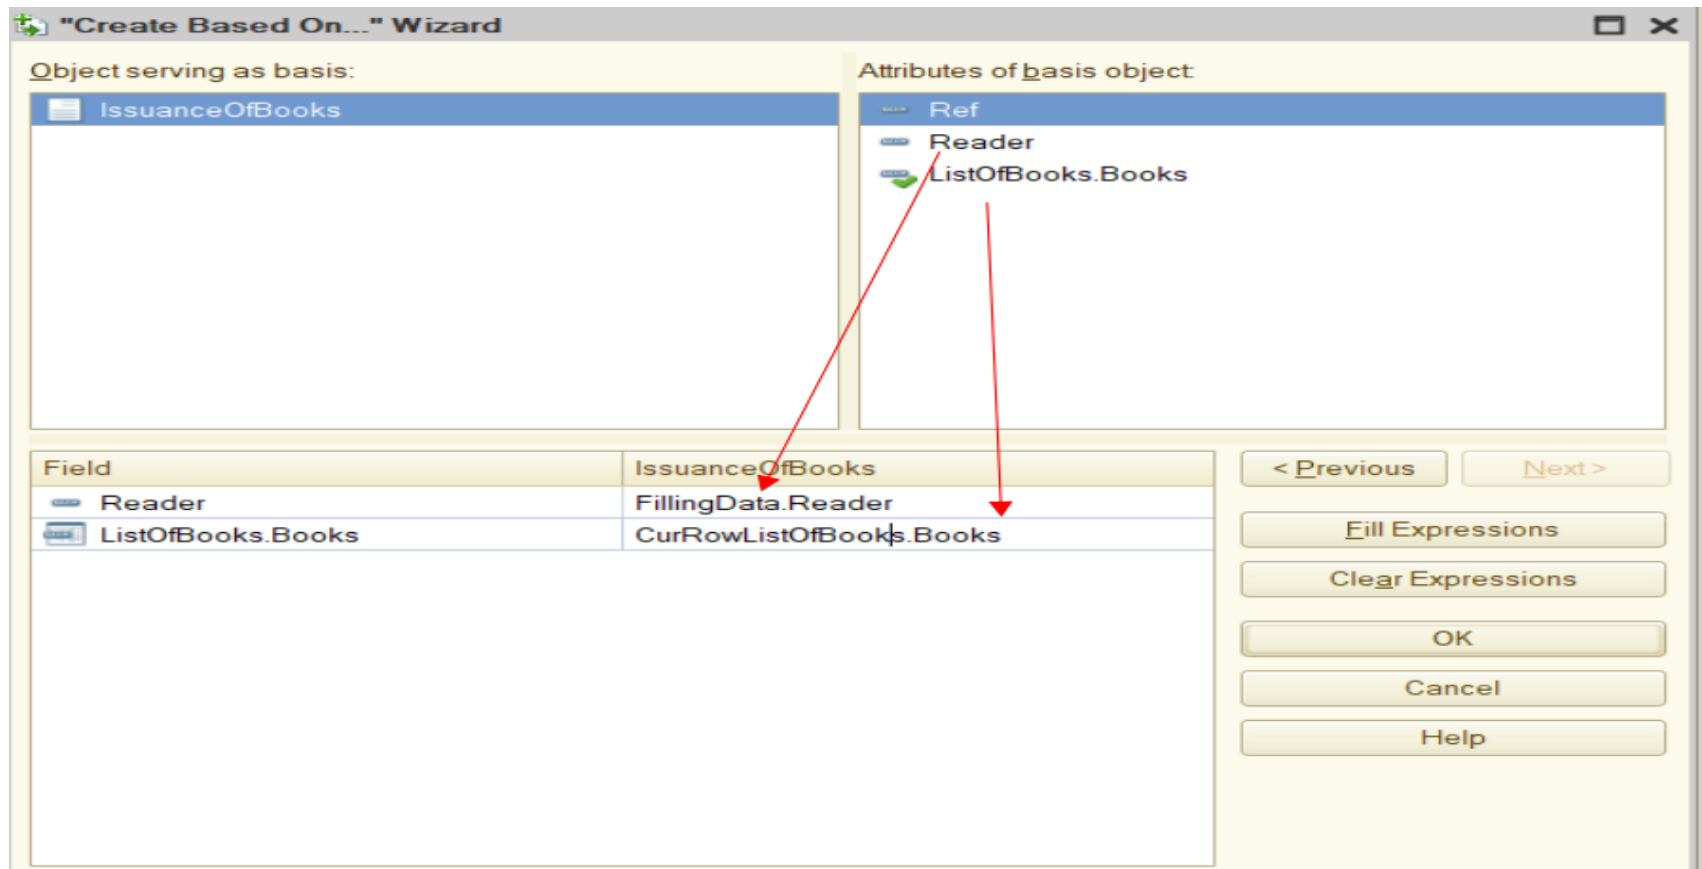 "Create Based On..." Wizard
Object serving as basis:
Attributes of basis object:
IssuanceOfBooks
Ref
Reader
ListOfBooks.Books
Field
IssuanceOfBooks
Reader
FillingData.Reader
ListOfBooks.Books
CurRowListOfBooks.Books
< Previous
Next >
Fill Expressions
Clear Expressions
OK
Cancel
Help